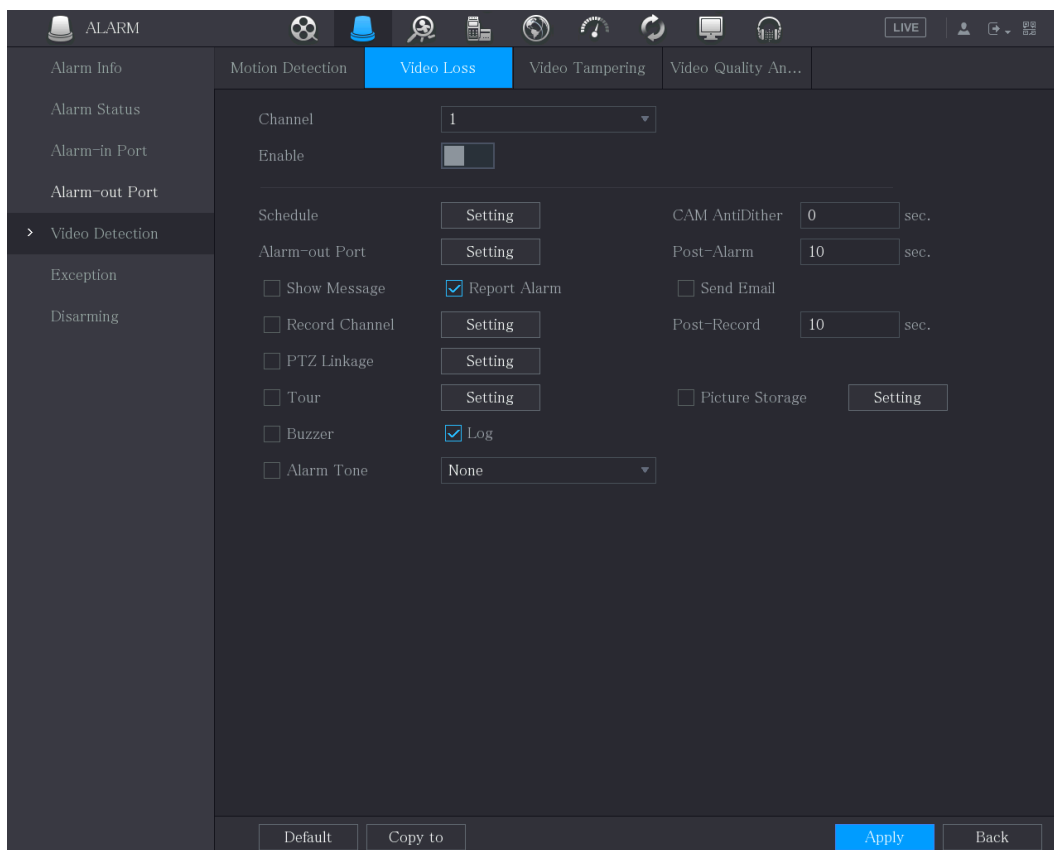 ALARM
LIVE
Alarm Info
Alarm Status
Alarm-in Port
Alarm-out Port
Video Detection
Exception
Disarming
Motion Detection Video Loss Video Tampering Video Quality An...
Channel 1
Enable
Schedule Setting CAM AntiDither 0 sec.
Alarm-out Port Setting Post-Alarm 10 sec.
Show Message Report Alarm Send Email
Record Channel Setting Post-Record 10 sec.
PTZ Linkage Setting
Tour Setting Picture Storage Setting
Buzzer Log
Alarm Tone None
Default Copy to Apply Back